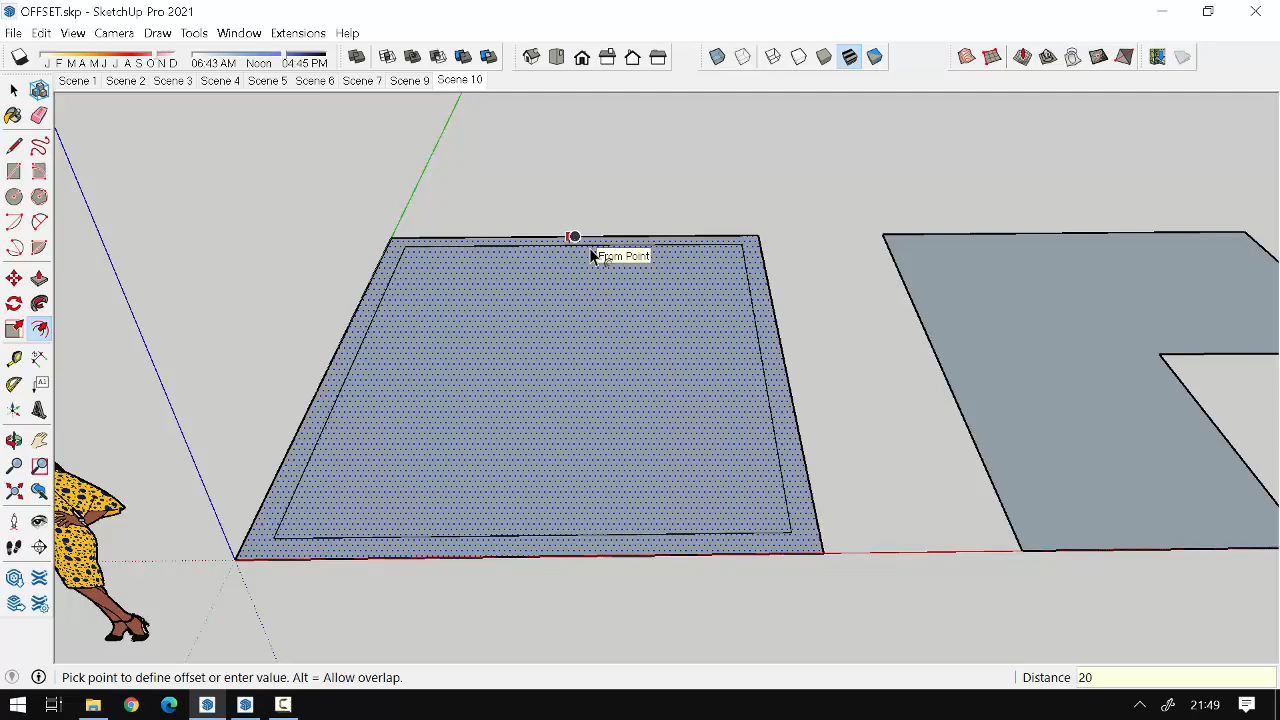 OFFSET.skp - SketchUp Pro 2021
File Edit View Camera Draw Tools Window Extensions Help
J F M A M J J A S O N D 06:43 AM Noon 04:45 PM
Scene 1 Scene 2 Scene 3 Scene 4 Scene 5 Scene 6 Scene 7 Scene 9 Scene 10
From Point
A1
Pick point to define offset or enter value. Alt = Allow overlap. Distance 20
21:49